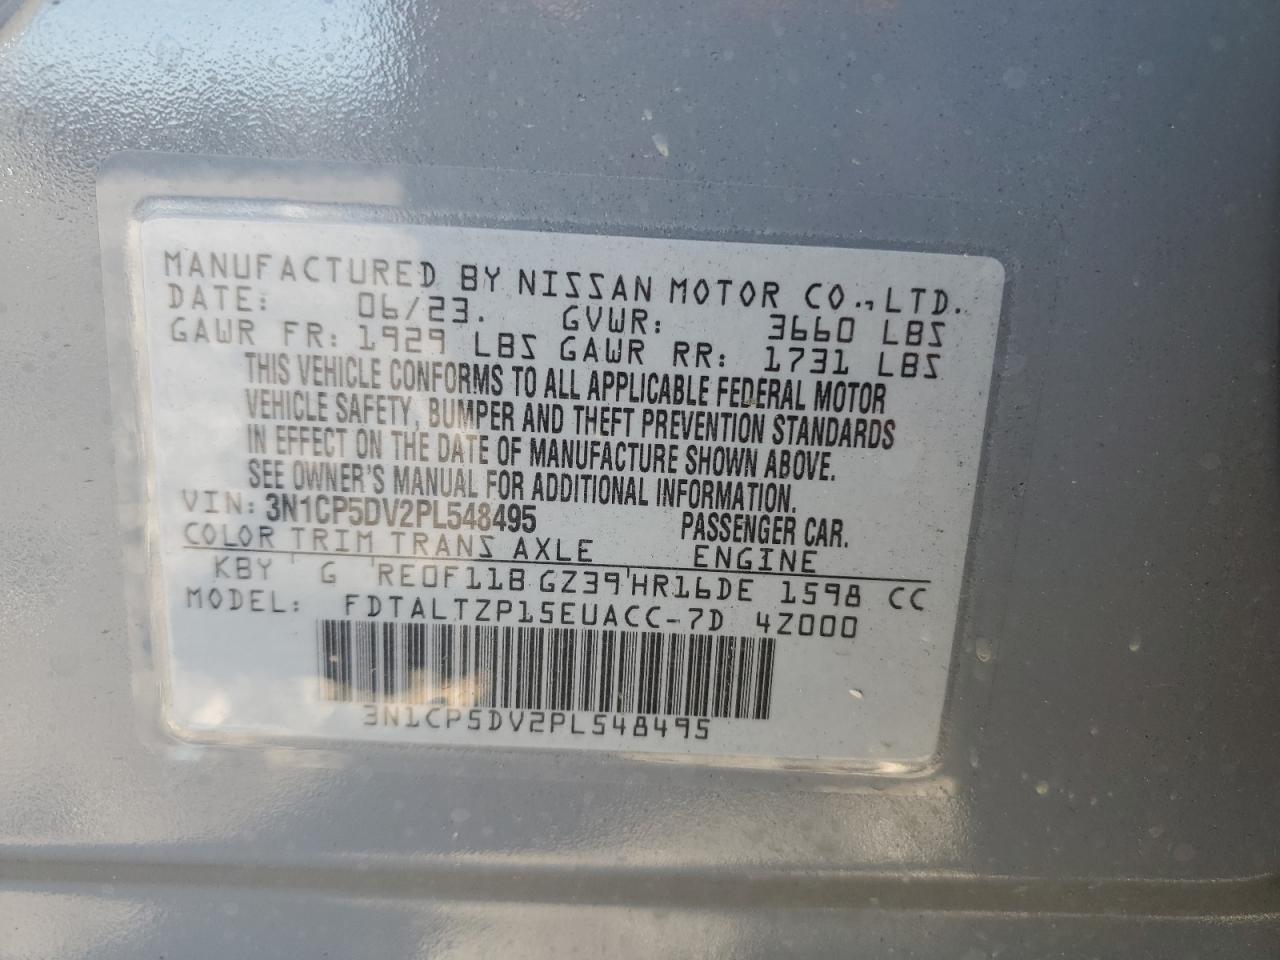 MANUFACTURED BY NISSAN MOTOR CO.,LTD.
DATE: 06/23. GVWR: 3660 LBS
GAWR FR: 1929 LBS GAWR RR: 1731 LBS
THIS VEHICLE CONFORMS TO ALL APPLICABLE FEDERAL MOTOR
VEHICLE SAFETY, BUMPER AND THEFT PREVENTION STANDARDS
IN EFFECT ON THE DATE OF MANUFACTURE SHOWN ABOVE.
SEE OWNER'S MANUAL FOR ADDITIONAL INFORMATION.
VIN: 3N1CP5DV2PL548495 PASSENGER CAR.
COLOR TRIM TRANS AXLE ENGINE
KBY G RE0F11B GZ39 HR16DE 1598 CC
MODEL: FDTALTZP15EUACC-7D 4Z000
3N1CP5DV2PL548495